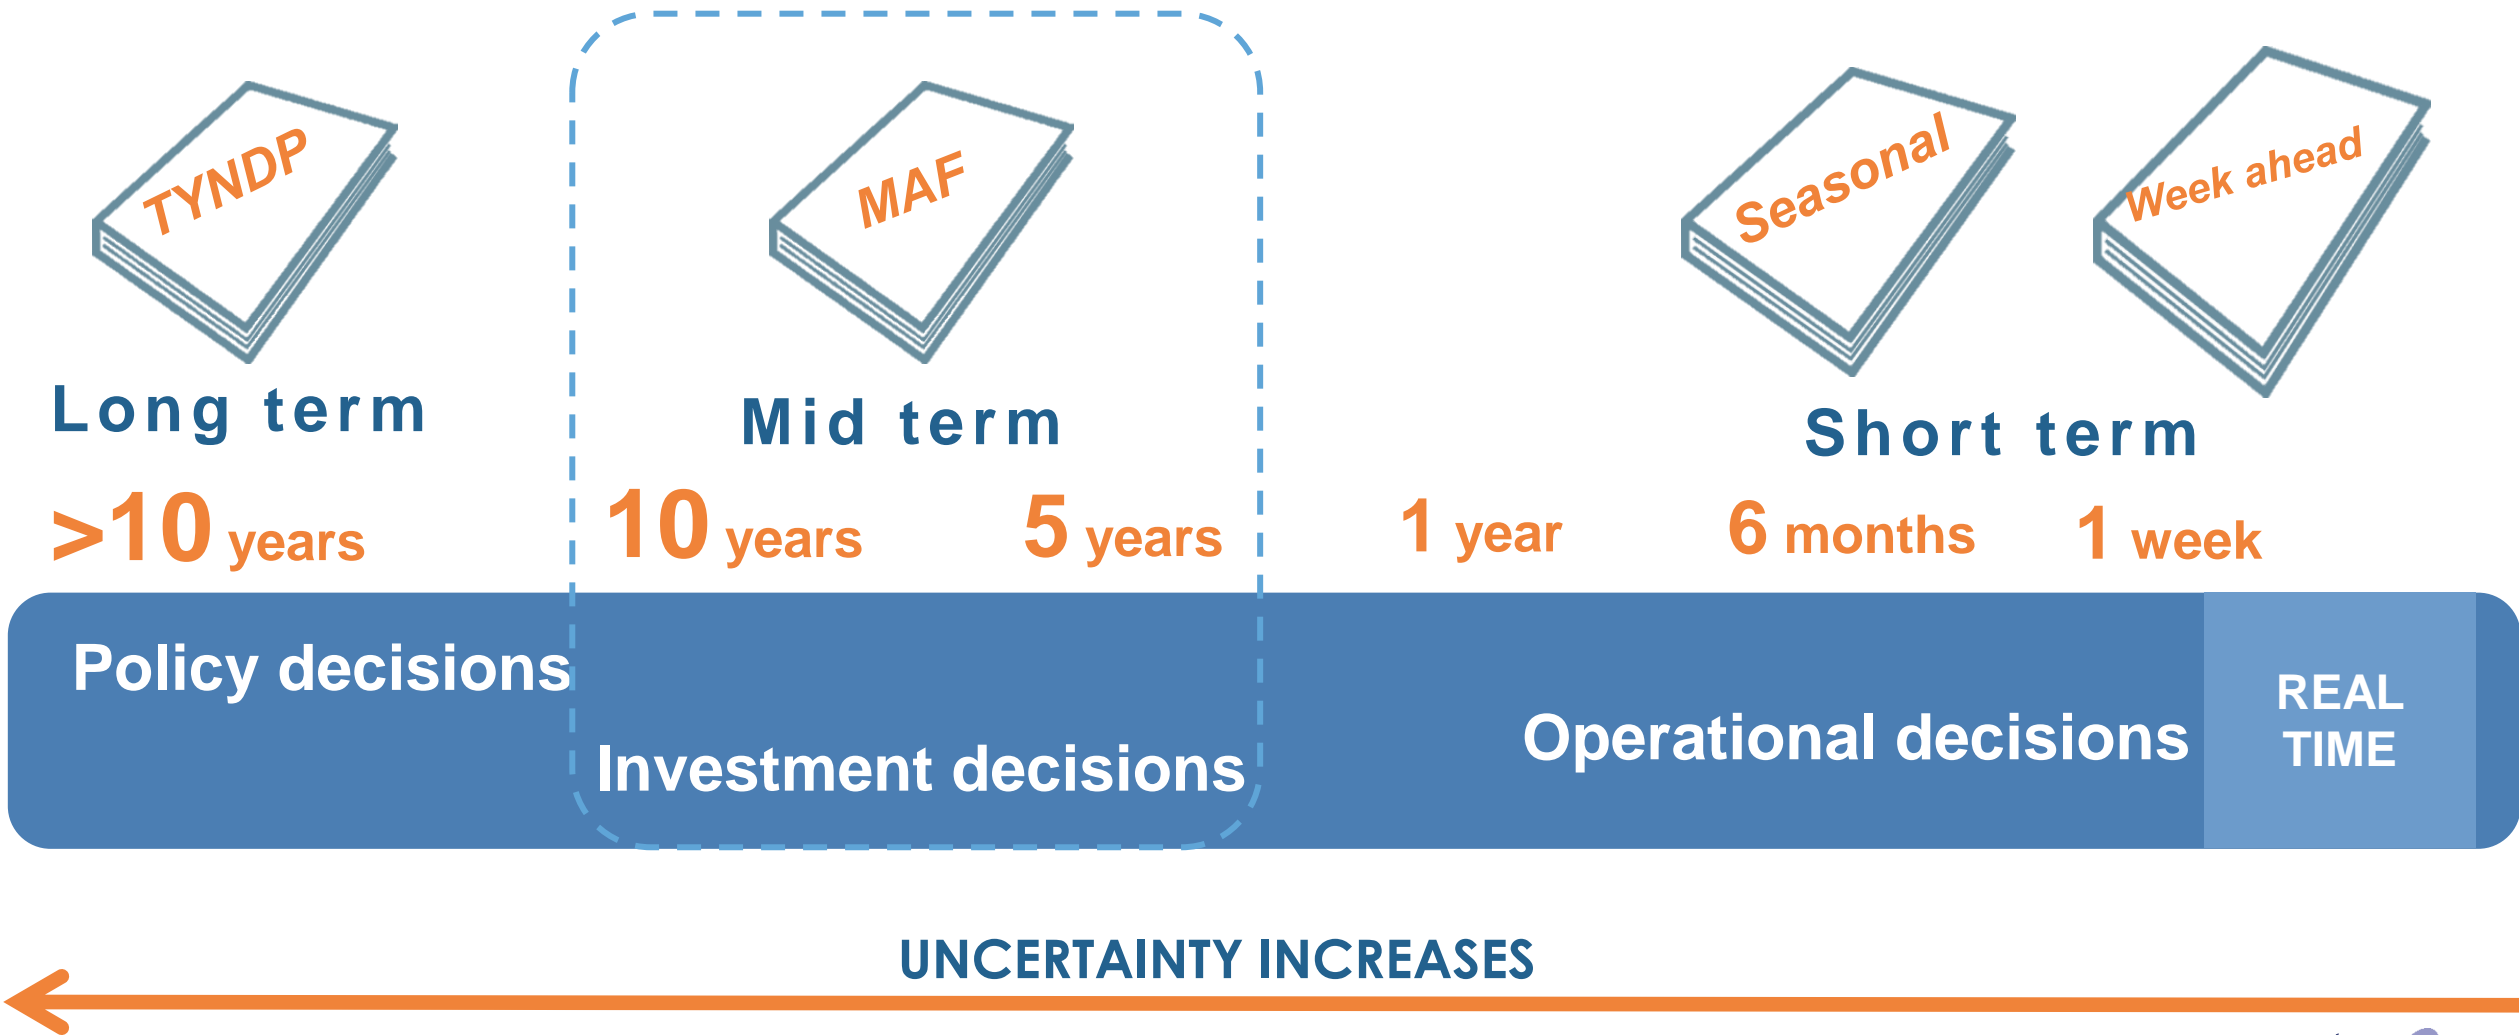 TYNDP
MAF
Seasonal
Week ahead
Long term
Mid term
Short term
>10 years
10 years
5 years
1 year
6 months
1 week
Policy decisions
Investment decisions
Operational decisions
REAL
TIME
UNCERTAINTY INCREASES